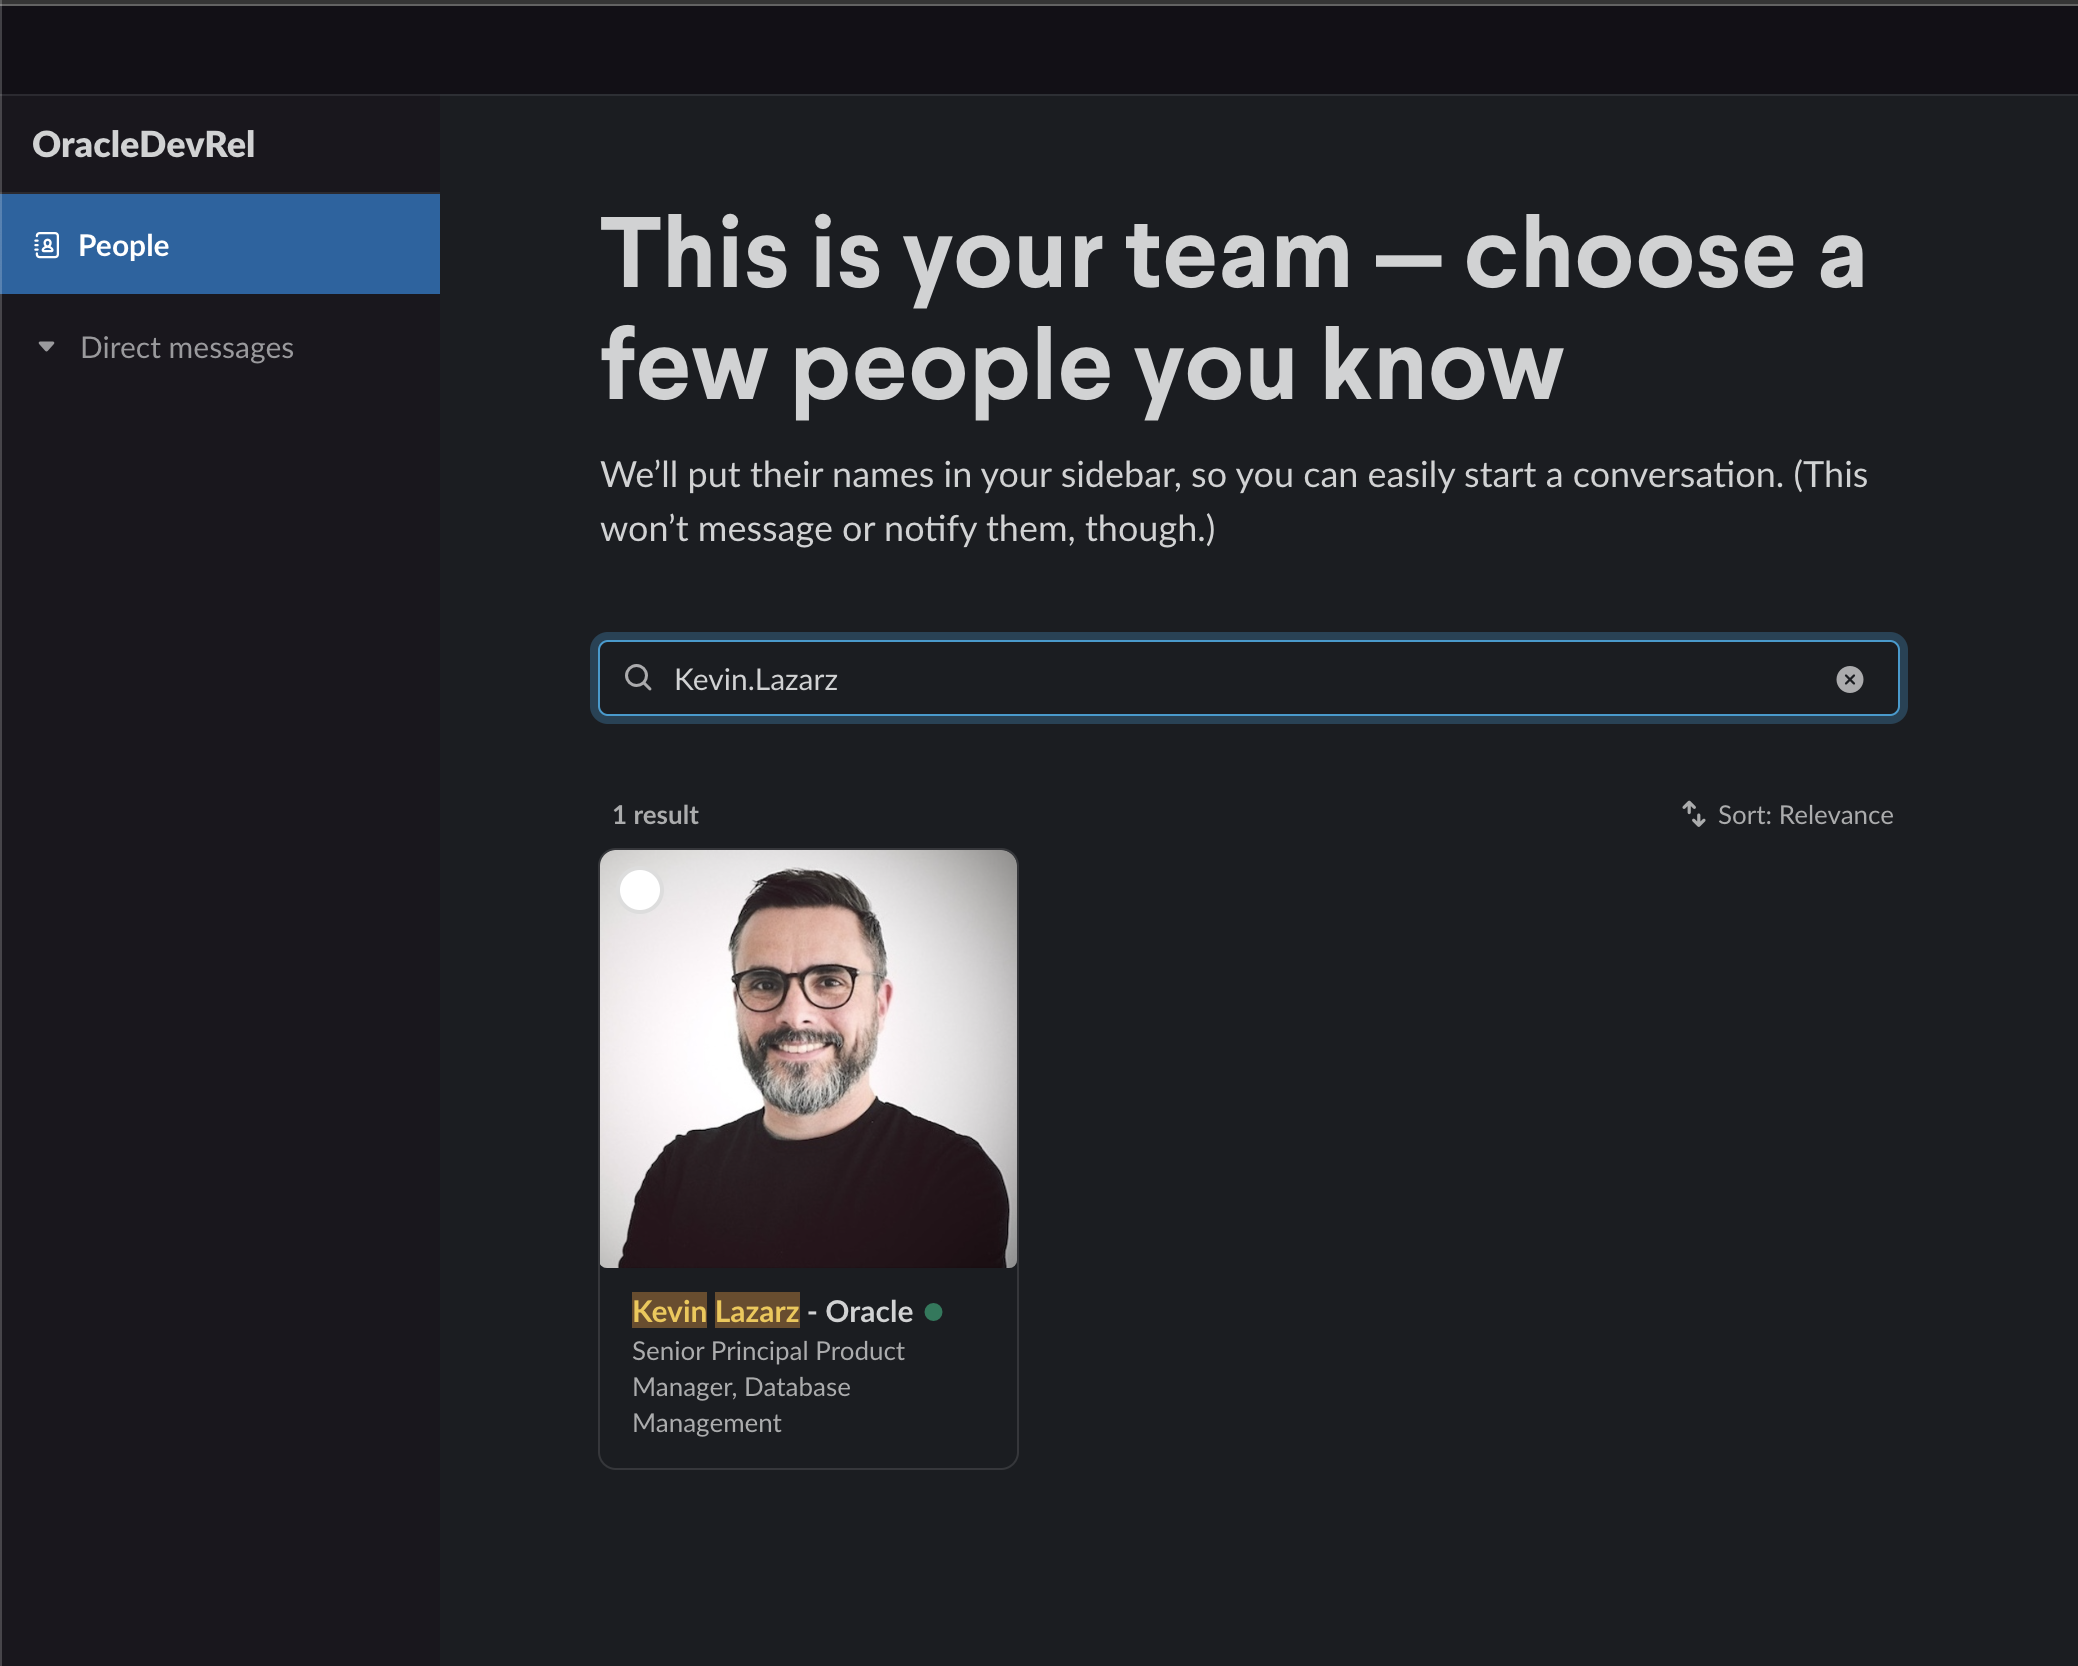 OracleDevRel
People
Direct messages
This is your team — choose a
few people you know
We’ll put their names in your sidebar, so you can easily start a conversation. (This
won’t message or notify them, though.)
Kevin.Lazarz
1 result
Sort: Relevance
Kevin Lazarz - Oracle
Senior Principal Product
Manager, Database
Management